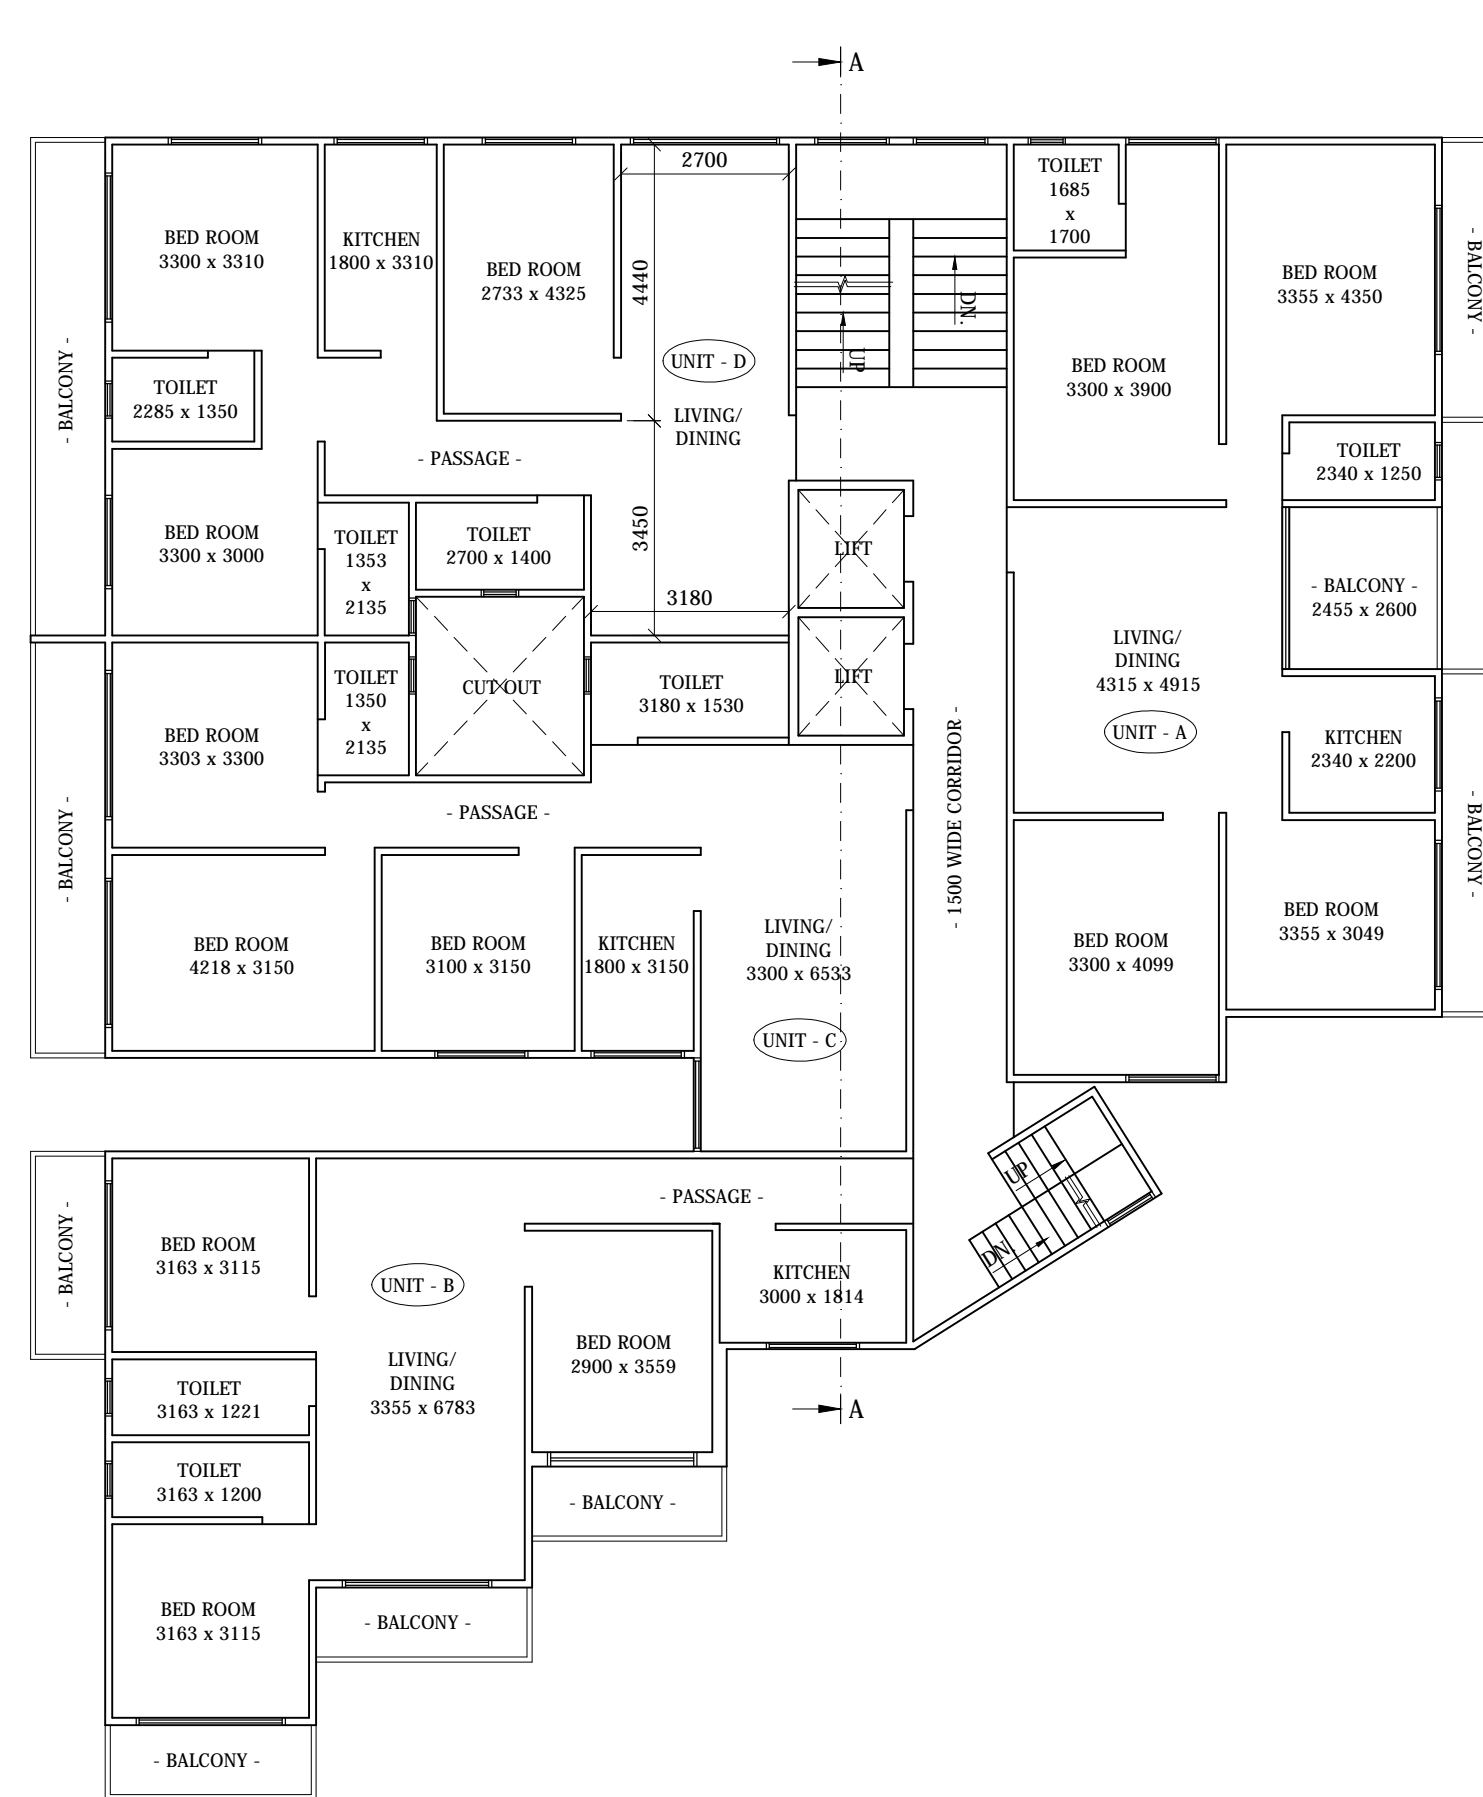 A
2700
TOILET
1685
x
1700
BED ROOM
3300 x 3310
KITCHEN
1800 x 3310
BED ROOM
2733 x 4325
4440
BED ROOM
3355 x 4350
- BALCONY -
DN.
UP
UNIT - D
LIVING/
DINING
BED ROOM
3300 x 3900
- BALCONY -
TOILET
2285 x 1350
- PASSAGE -
TOILET
2340 x 1250
BED ROOM
3300 x 3000
TOILET
1353
x
2135
TOILET
2700 x 1400
3450
LIFT
3180
- BALCONY -
2455 x 2600
LIVING/
DINING
4315 x 4915
UNIT - A
BED ROOM
3303 x 3300
TOILET
1350
x
2135
CUT OUT
TOILET
3180 x 1530
LIFT
KITCHEN
2340 x 2200
- BALCONY -
- PASSAGE -
- 1500 WIDE CORRIDOR -
- BALCONY -
BED ROOM
4218 x 3150
BED ROOM
3100 x 3150
KITCHEN
1800 x 3150
LIVING/
DINING
3300 x 6533
UNIT - C
BED ROOM
3300 x 4099
BED ROOM
3355 x 3049
UP
DN.
- PASSAGE -
- BALCONY -
BED ROOM
3163 x 3115
UNIT - B
KITCHEN
3000 x 1814
LIVING/
DINING
3355 x 6783
BED ROOM
2900 x 3559
TOILET
3163 x 1221
A
TOILET
3163 x 1200
- BALCONY -
BED ROOM
3163 x 3115
- BALCONY -
- BALCONY -